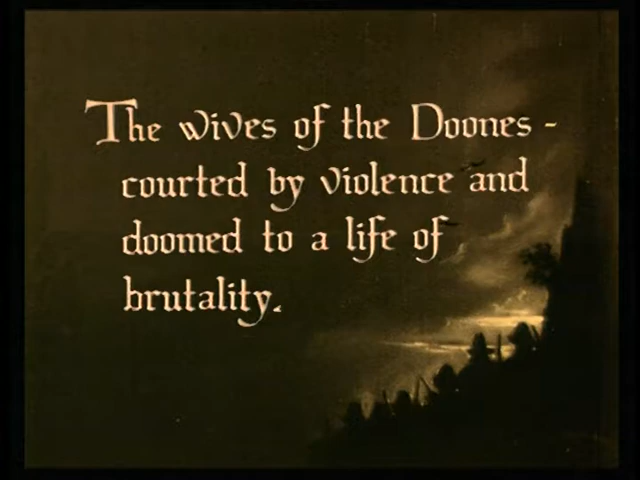 The wives of the Doones -
courted by violence and
doomed to a life of
brutality.